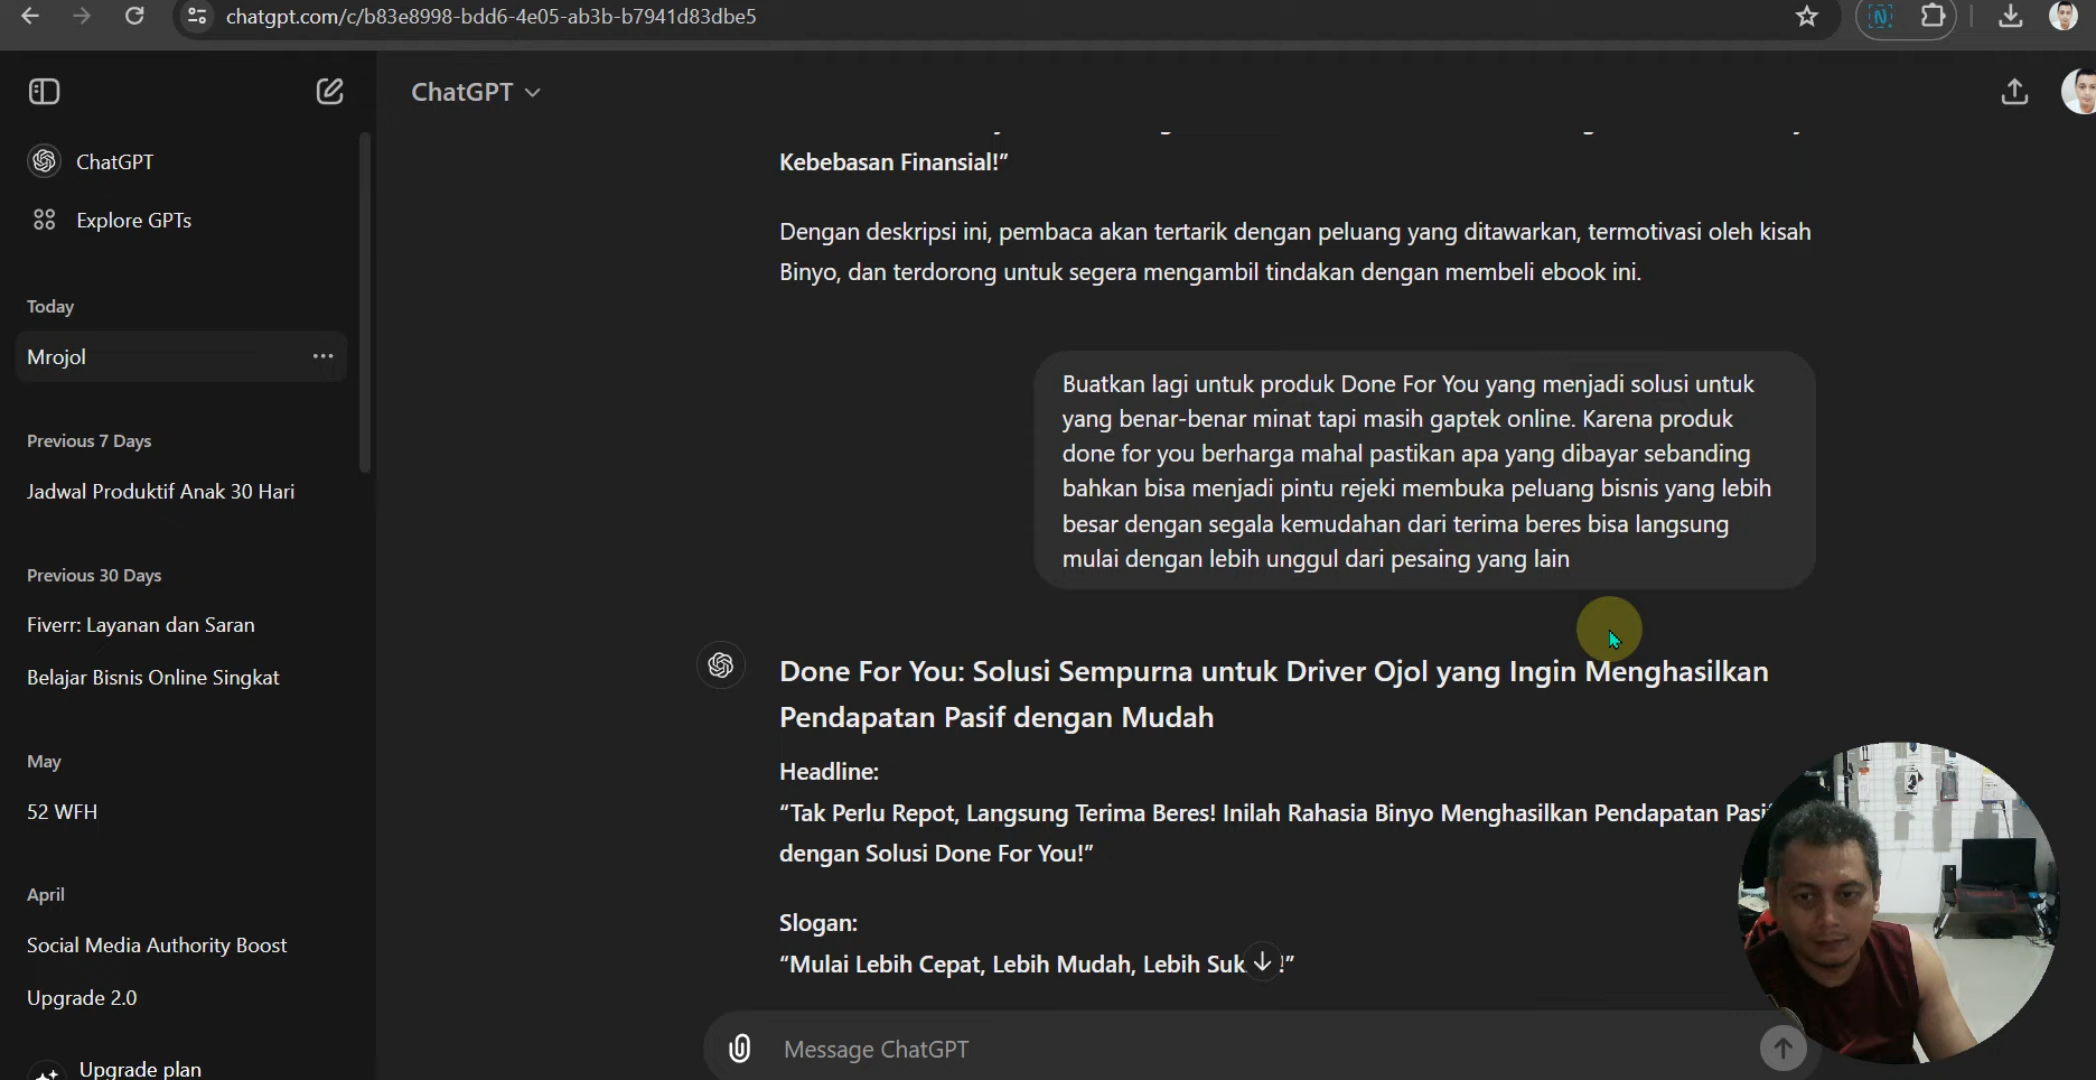 chatgpt.com/c/b83e8998-bdd6-4e05-ab3b-b7941d83dbe5
ChatGPT
ChatGPT
Explore GPTs
Today
Mrojol
Previous 7 Days
Jadwal Produktif Anak 30 Hari
Previous 30 Days
Fiverr: Layanan dan Saran
Belajar Bisnis Online Singkat
May
52 WFH
April
Social Media Authority Boost
Upgrade 2.0
Upgrade plan
Kebebasan Finansial!”
Dengan deskripsi ini, pembaca akan tertarik dengan peluang yang ditawarkan, termotivasi oleh kisah
Binyo, dan terdorong untuk segera mengambil tindakan dengan membeli ebook ini.
Buatkan lagi untuk produk Done For You yang menjadi solusi untuk
yang benar-benar minat tapi masih gaptek online. Karena produk
done for you berharga mahal pastikan apa yang dibayar sebanding
bahkan bisa menjadi pintu rejeki membuka peluang bisnis yang lebih
besar dengan segala kemudahan dari terima beres bisa langsung
mulai dengan lebih unggul dari pesaing yang lain
Done For You: Solusi Sempurna untuk Driver Ojol yang Ingin Menghasilkan
Pendapatan Pasif dengan Mudah
Headline:
“Tak Perlu Repot, Langsung Terima Beres! Inilah Rahasia Binyo Menghasilkan Pendapatan Pasif
dengan Solusi Done For You!”
Slogan:
“Mulai Lebih Cepat, Lebih Mudah, Lebih
Message ChatGPT